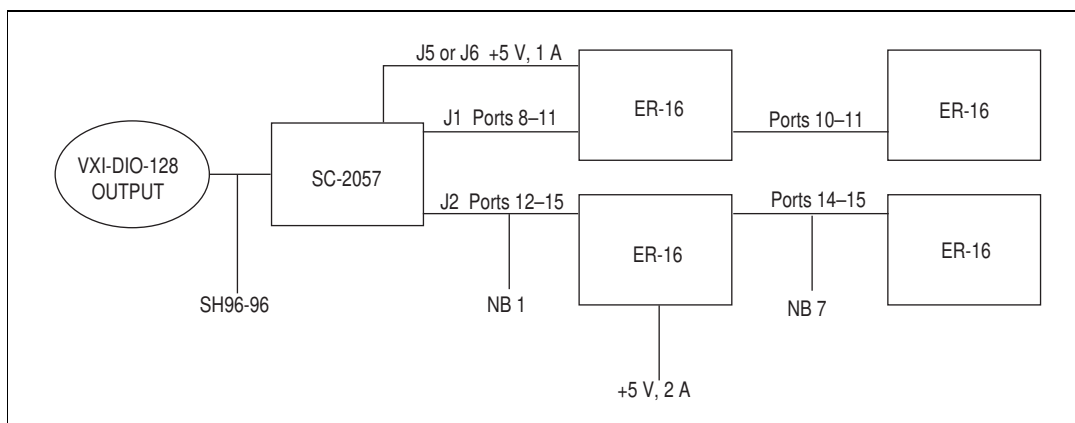 J5 or J6 +5 V, 1 A
ER-16
ER-16
J1 Ports 8–11
Ports 10–11
VXI-DIO-128
OUTPUT
SC-2057
J2 Ports 12–15
Ports 14–15
ER-16
ER-16
SH96-96
NB 1
NB 7
+5 V, 2 A